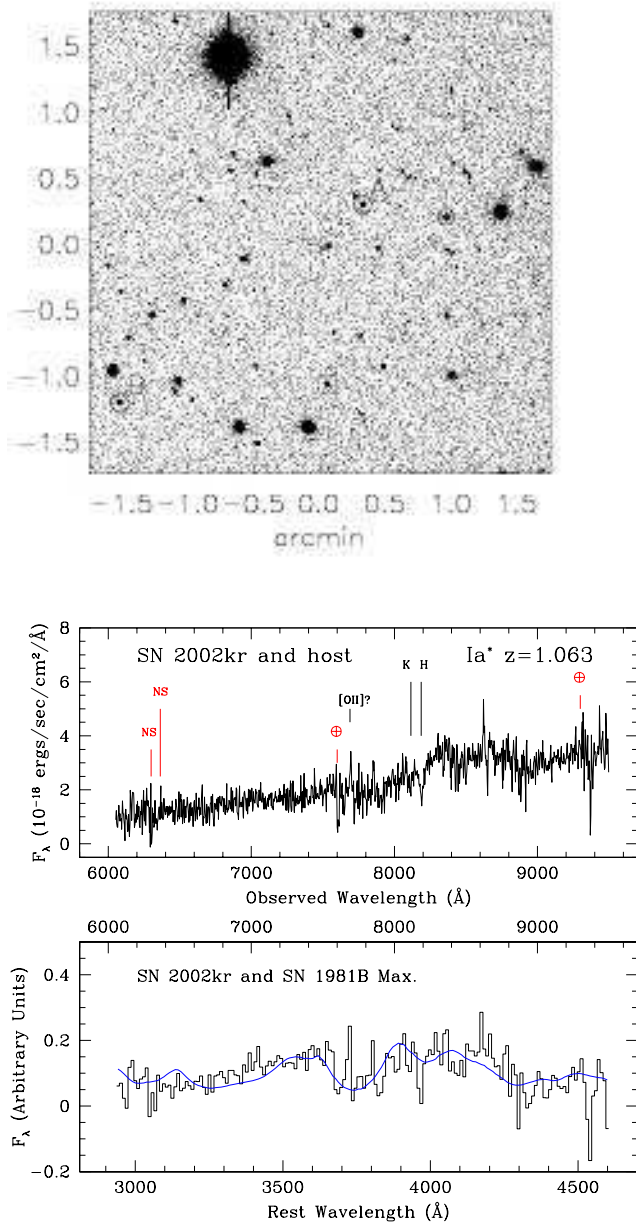 1.5
1.0
0.5
0.0
-0.5
-1.0
-1.5
-1.5 -1.0 -0.5 0.0 0.5 1.0 1.5
arcmin
8
6
4
2
0
F_λ (10⁻¹⁸ ergs/sec/cm²/Å)
SN 2002kr and host
Ia* z=1.063
NS
NS
[OII]?
⊕
K H
⊕
6000 7000 8000 9000
Observed Wavelength (Å)
6000 7000 8000 9000
0.4
0.2
0
-0.2
F_λ (Arbitrary Units)
SN 2002kr and SN 1981B Max.
3000 3500 4000 4500
Rest Wavelength (Å)